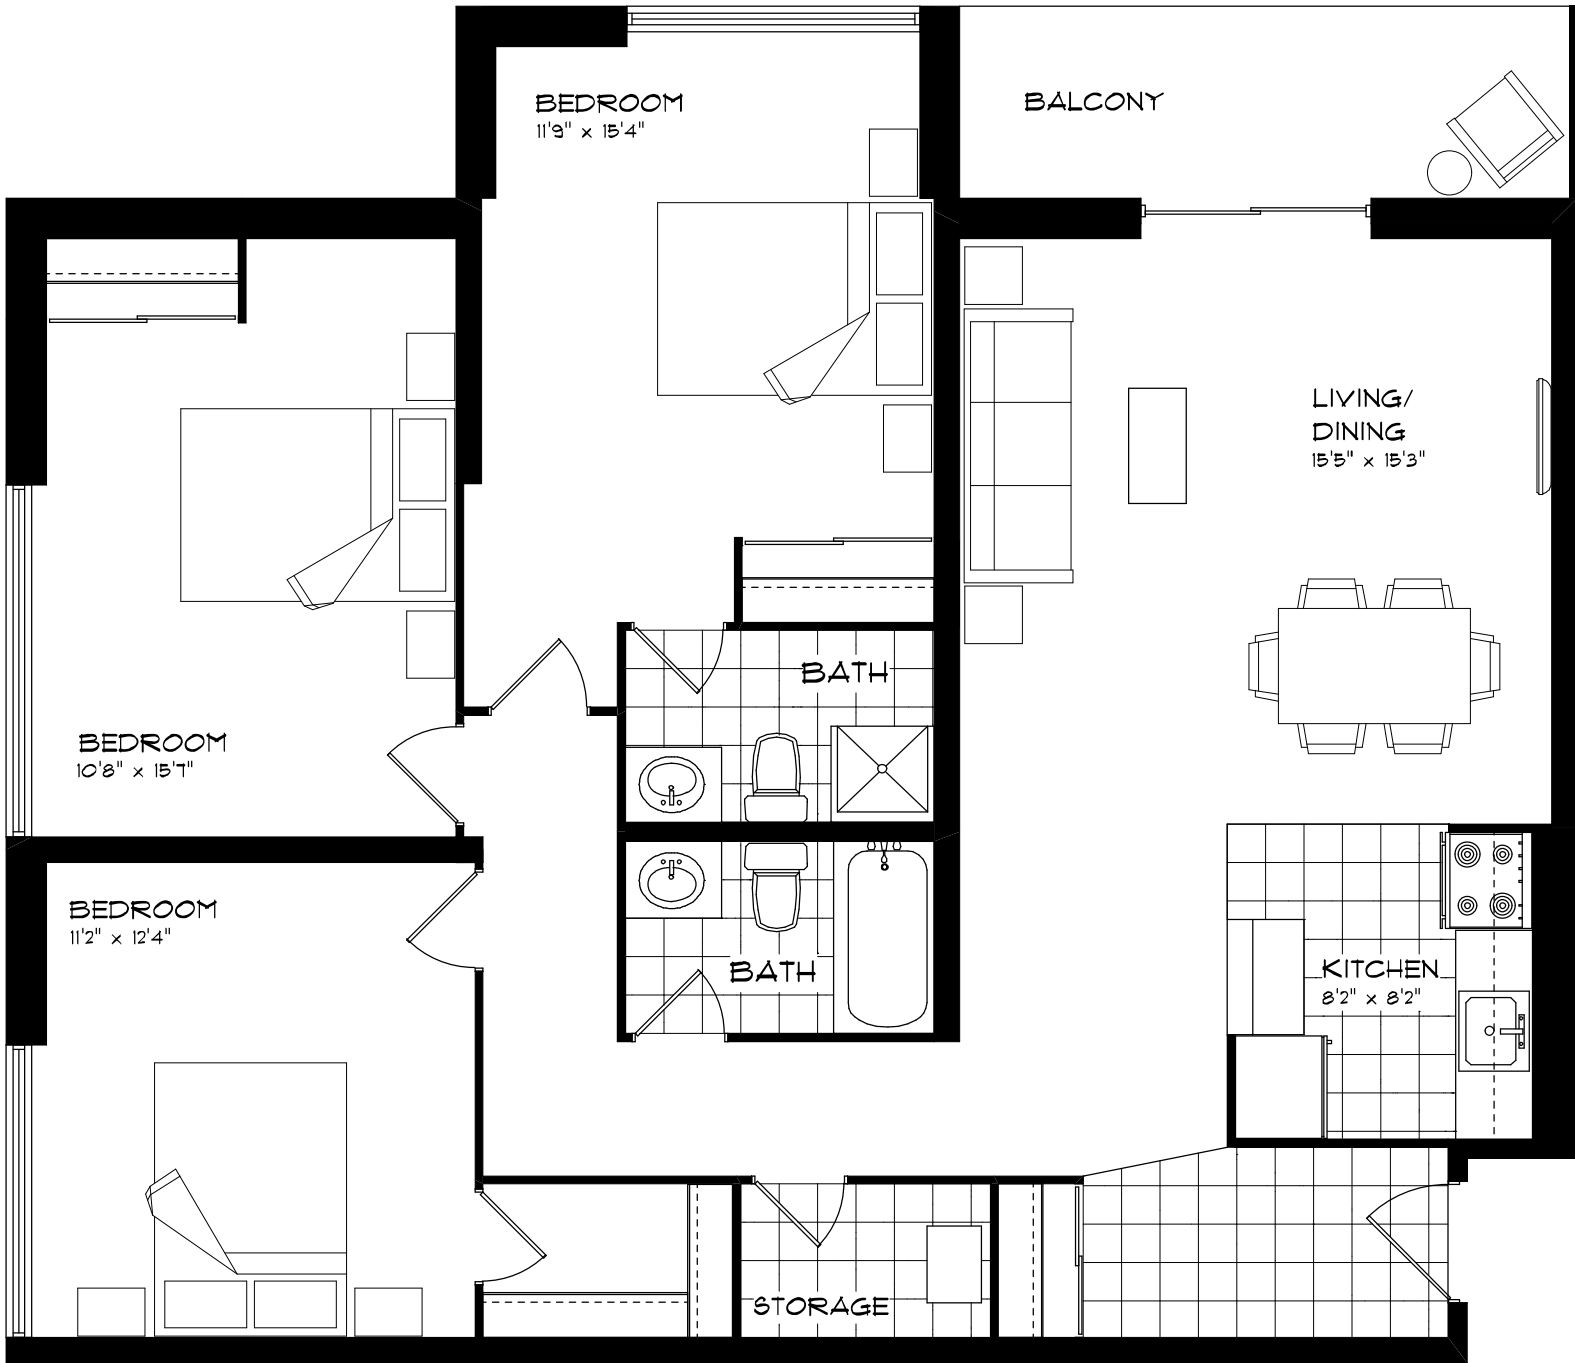 BEDROOM
11'9" x 15'4"
BALCONY
LIVING/
DINING
15'5" x 15'3"
BATH
BEDROOM
10'8" x 15'7"
BEDROOM
11'2" x 12'4"
BATH
KITCHEN
8'2" x 8'2"
STORAGE